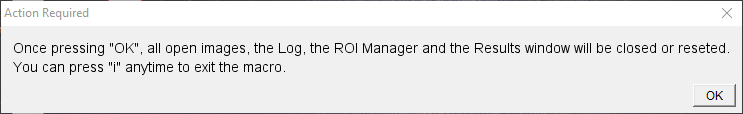 Action Required
Once pressing "OK", all open images, the Log, the ROI Manager and the Results window will be closed or reseted.
You can press "i" anytime to exit the macro.
OK